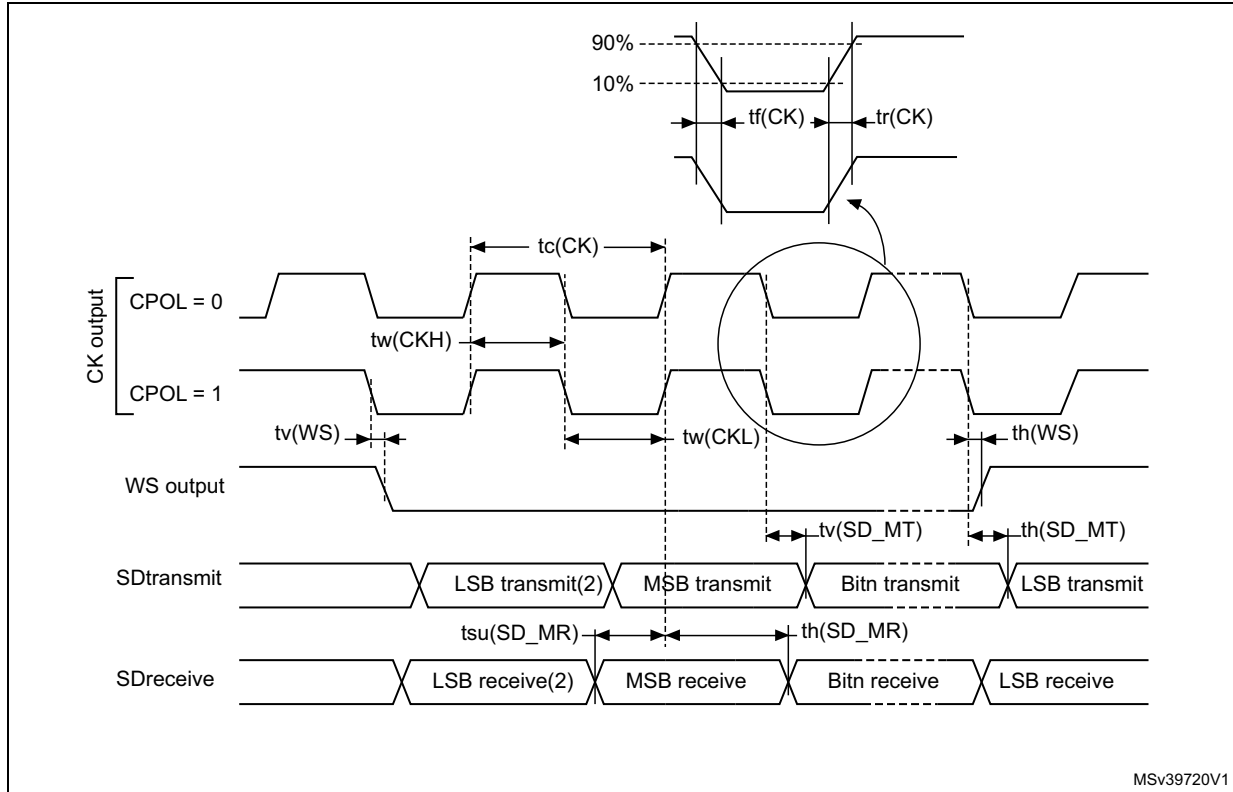 90%
10%
tf(CK)
tr(CK)
tc(CK)
CK output
CPOL = 0
tw(CKH)
CPOL = 1
tv(WS)
tw(CKL)
th(WS)
WS output
tv(SD_MT)
th(SD_MT)
SDtransmit
LSB transmit(2)
MSB transmit
Bitn transmit
LSB transmit
tsu(SD_MR)
th(SD_MR)
SDreceive
LSB receive(2)
MSB receive
Bitn receive
LSB receive
MSv39720V1